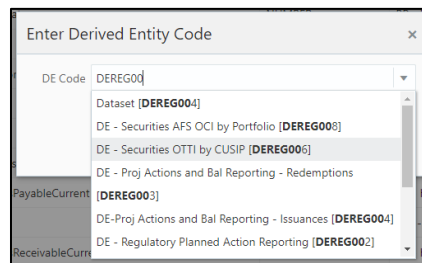 Enter Derived Entity Code ×
DE Code DEREG00
Dataset [DEREG004]
DE - Securities AFS OCI by Portfolio [DEREG008]
DE - Securities OTTI by CUSIP [DEREG006]
DE - Proj Actions and Bal Reporting - Redemptions
[DEREG003]
PayableCurrent
DE-Proj Actions and Bal Reporting - Issuances [DEREG004]
DE - Regulatory Planned Action Reporting [DEREG002]